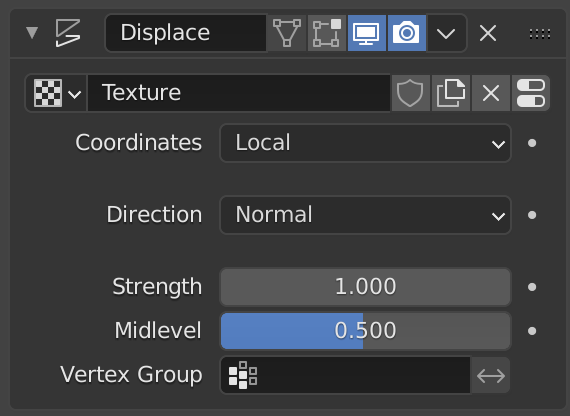 Displace
Texture
Coordinates Local
Direction Normal
Strength 1.000
Midlevel 0.500
Vertex Group